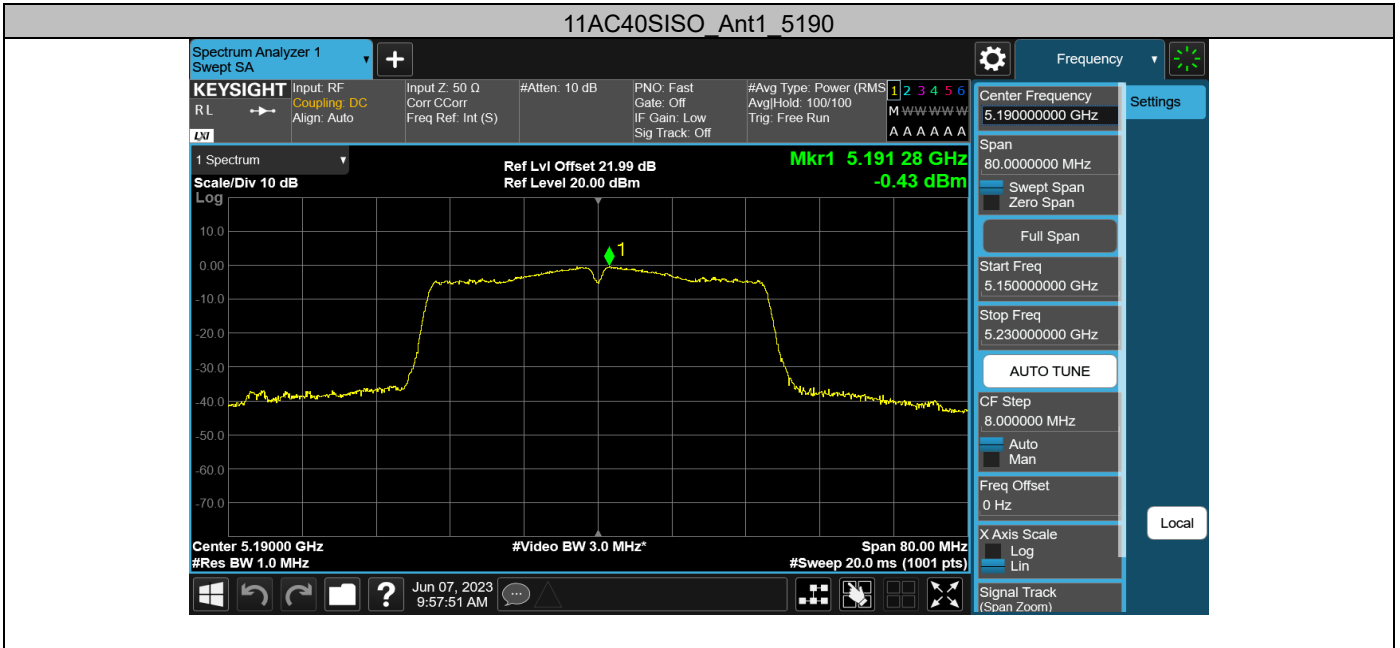 11AC40SISO_Ant1_5190
Spectrum Analyzer 1
Swept SA
Frequency
KEYSIGHT
RL
LXI
Input: RF
Coupling: DC
Align: Auto
Input Z: 50 Ω
Corr CCorr
Freq Ref: Int (S)
#Atten: 10 dB
PNO: Fast
Gate: Off
IF Gain: Low
Sig Track: Off
#Avg Type: Power (RMS
Avg|Hold: 100/100
Trig: Free Run
1 2 3 4 5 6
M W W W W W
A A A A A A
1 Spectrum
Scale/Div 10 dB
Ref Lvl Offset 21.99 dB
Ref Level 20.00 dBm
Mkr1 5.191 28 GHz
-0.43 dBm
Log
10.0
0.00
-10.0
-20.0
-30.0
-40.0
-50.0
-60.0
-70.0
1
Center 5.19000 GHz
#Res BW 1.0 MHz
#Video BW 3.0 MHz*
Span 80.00 MHz
#Sweep 20.0 ms (1001 pts)
Center Frequency
5.190000000 GHz
Span
80.0000000 MHz
Swept Span
Zero Span
Full Span
Start Freq
5.150000000 GHz
Stop Freq
5.230000000 GHz
AUTO TUNE
CF Step
8.000000 MHz
Auto
Man
Freq Offset
0 Hz
X Axis Scale
Log
Lin
Signal Track
(Span Zoom)
Settings
Local
?
Jun 07, 2023
9:57:51 AM